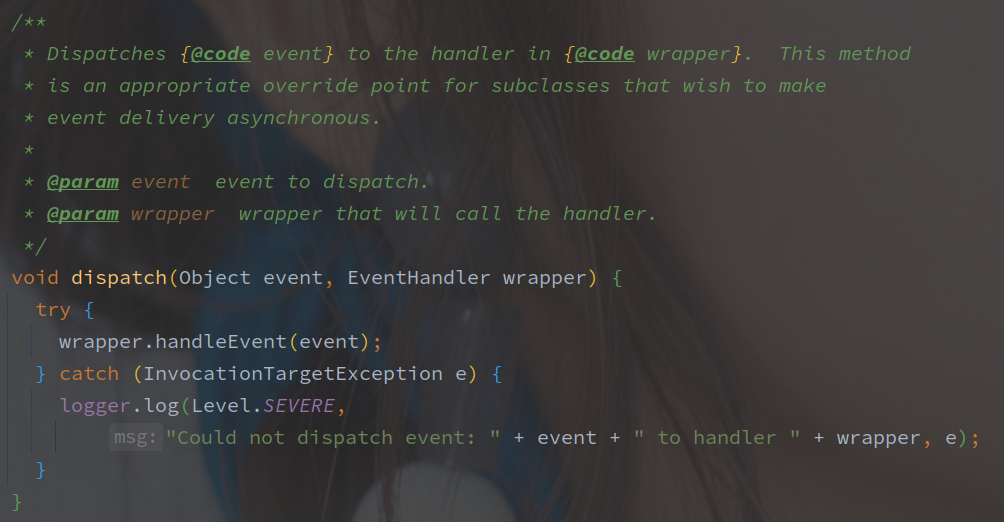 /**
 * Dispatches {@code event} to the handler in {@code wrapper}.  This method
 * is an appropriate override point for subclasses that wish to make
 * event delivery asynchronous.
 *
 * @param event  event to dispatch.
 * @param wrapper  wrapper that will call the handler.
 */
void dispatch(Object event, EventHandler wrapper) {
  try {
    wrapper.handleEvent(event);
  } catch (InvocationTargetException e) {
    logger.log(Level.SEVERE,
        msg: "Could not dispatch event: " + event + " to handler " + wrapper, e);
  }
}